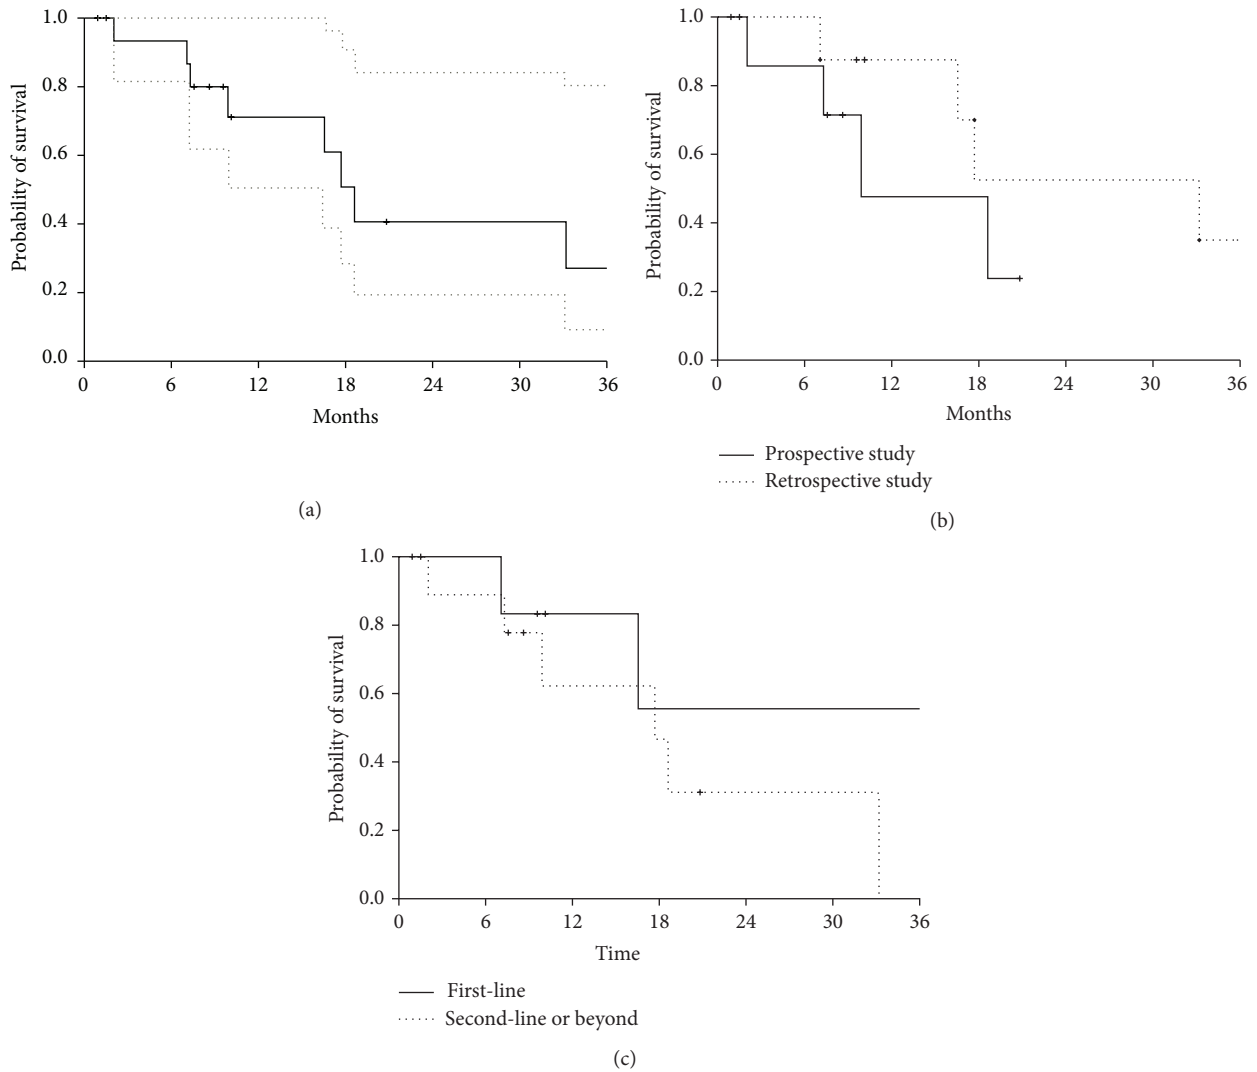 1.0
0.8
0.6
0.4
0.2
0.0
Probability of survival
0 6 12 18 24 30 36
Months
(a)
1.0
0.8
0.6
0.4
0.2
0.0
Probability of survival
0 6 12 18 24 30 36
Months
Prospective study
Retrospective study
(b)
1.0
0.8
0.6
0.4
0.2
0.0
Probability of survival
0 6 12 18 24 30 36
Time
First-line
Second-line or beyond
(c)